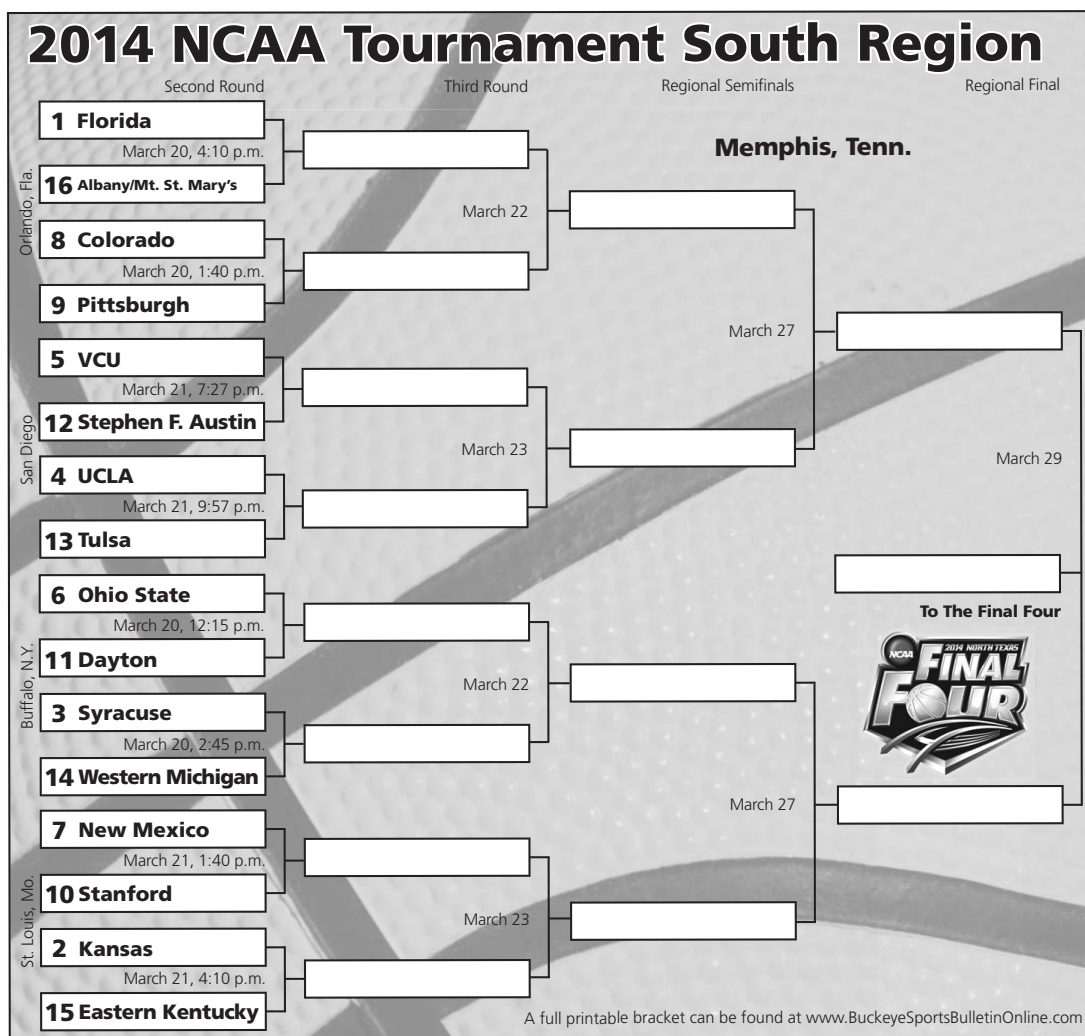 2014 NCAA Tournament South Region
Second Round
Third Round
Regional Semifinals
Regional Final
Memphis, Tenn.
Orlando, Fla.
1 Florida
March 20, 4:10 p.m.
16 Albany/Mt. St. Mary's
8 Colorado
March 20, 1:40 p.m.
9 Pittsburgh
March 22
San Diego
5 VCU
March 21, 7:27 p.m.
12 Stephen F. Austin
4 UCLA
March 21, 9:57 p.m.
13 Tulsa
March 23
March 27
Buffalo, N.Y.
6 Ohio State
March 20, 12:15 p.m.
11 Dayton
3 Syracuse
March 20, 2:45 p.m.
14 Western Michigan
March 22
St. Louis, Mo.
7 New Mexico
March 21, 1:40 p.m.
10 Stanford
2 Kansas
March 21, 4:10 p.m.
15 Eastern Kentucky
March 23
March 27
March 29
To The Final Four
NCAA
2014 NORTH TEXAS
FINAL
FOUR
A full printable bracket can be found at www.BuckeyeSportsBulletinOnline.com